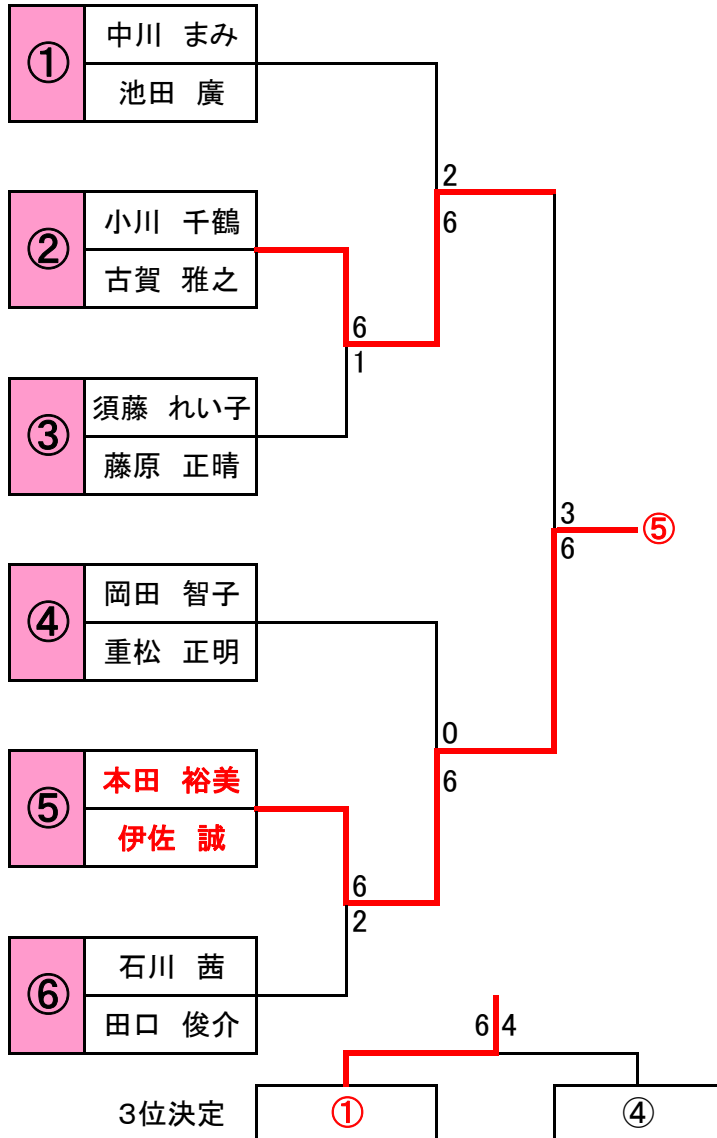 ①
中川 まみ
池田 廣
2
6
②
小川 千鶴
古賀 雅之
6
1
③
須藤 れい子
藤原 正晴
3
6
⑤
④
岡田 智子
重松 正明
0
6
⑤
本田 裕美
伊佐 誠
6
2
⑥
石川 茜
田口 俊介
6 4
3位決定 ① ④